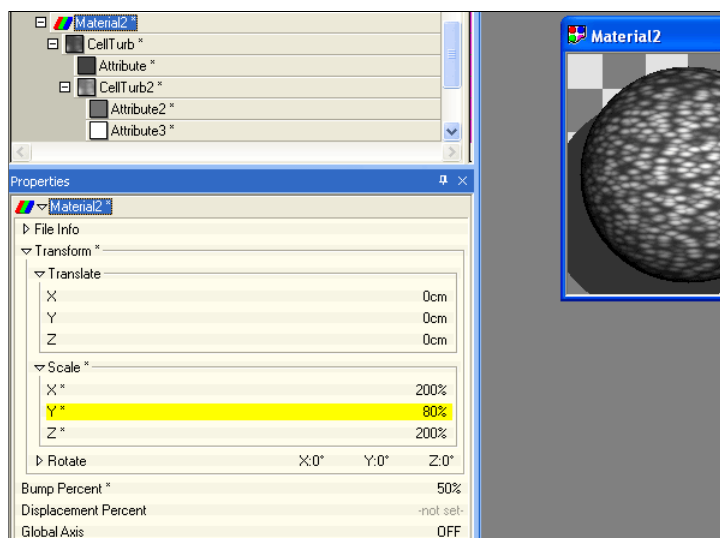 Material2 *
CellTurb *
Attribute *
CellTurb2 *
Attribute2 *
Attribute3 *
Material2
Properties
Material2 *
File Info
Transform *
Translate
X 0cm
Y 0cm
Z 0cm
Scale *
X * 200%
Y * 80%
Z * 200%
Rotate X:0° Y:0° Z:0°
Bump Percent * 50%
Displacement Percent -not set-
Global Axis OFF